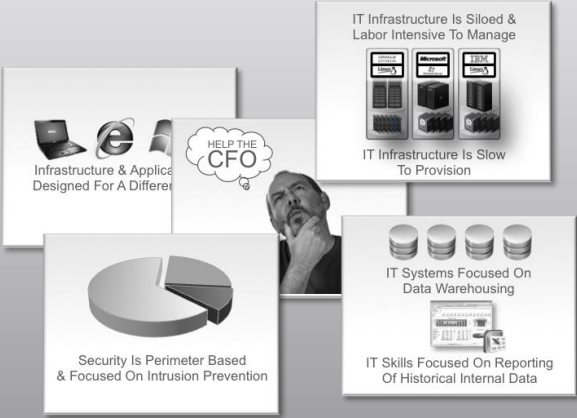 IT Infrastructure Is Siloed &
Labor Intensive To Manage
Microsoft
IBM
IT Infrastructure Is Slow
To Provision
Infrastructure & Applica
Designed For A Differen
HELP THE
CFO
IT Systems Focused On
Data Warehousing
IT Skills Focused On Reporting
Of Historical Internal Data
Security Is Perimeter Based
& Focused On Intrusion Prevention